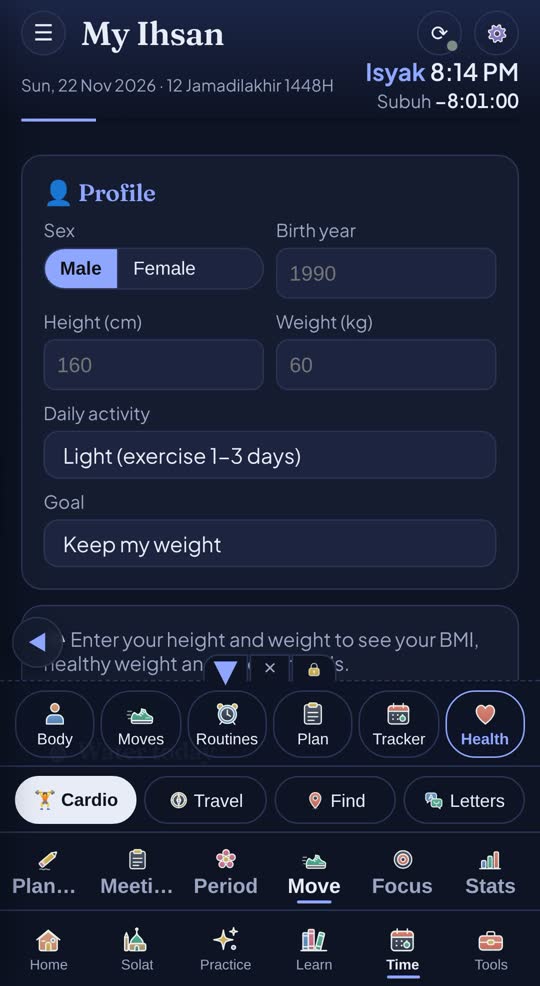 My Ihsan
Sun, 22 Nov 2026 · 12 Jamadilakhir 1448H
Isyak 8:14 PM
Subuh −8:01:00
Profile
Sex
Birth year
Male Female
1990
Height (cm)
Weight (kg)
160
60
Daily activity
Light (exercise 1–3 days)
Goal
Keep my weight
Enter your height and weight to see your BMI,
healthy weight
Body Moves Routines Plan Tracker Health
Cardio Travel Find Letters
Plan... Meeti... Period Move Focus Stats
Home Solat Practice Learn Time Tools